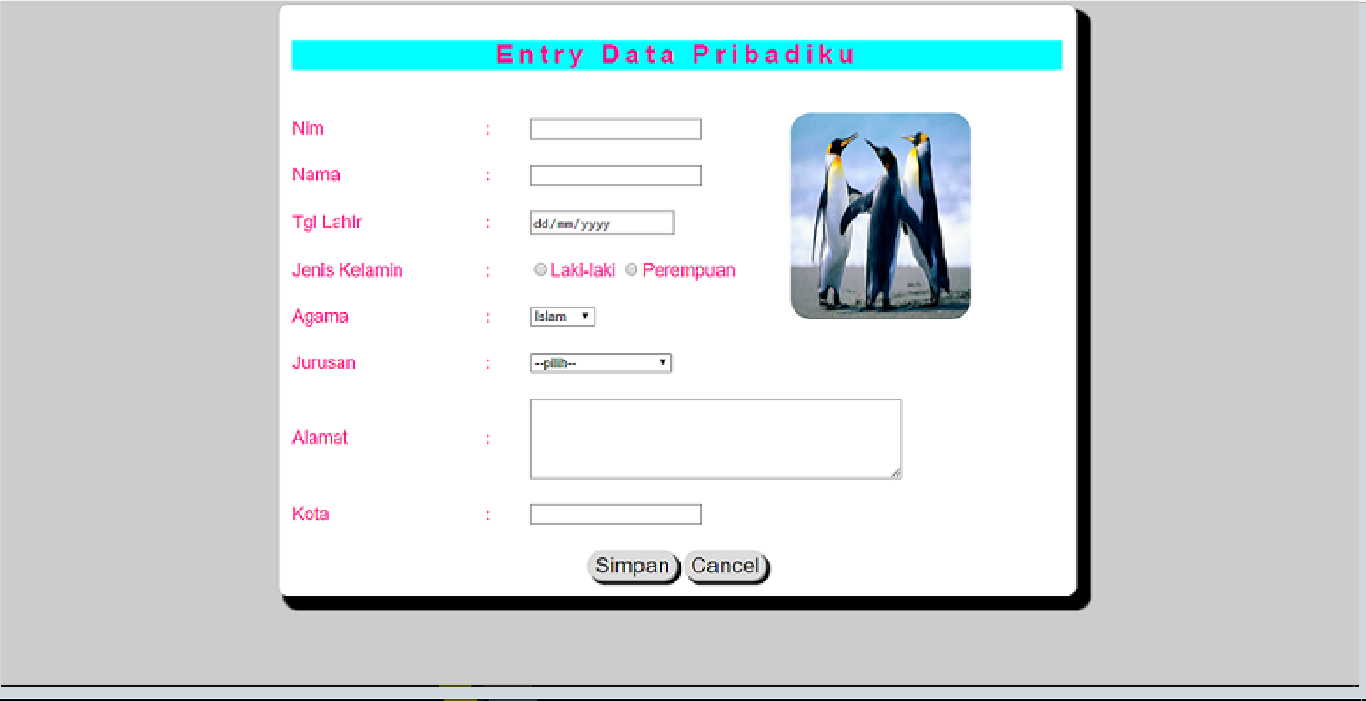 Entry Data Pribadiku
Nim :
Nama :
Tgl Lahir : dd/mm/yyyy
Jenis Kelamin : Laki-laki Perempuan
Agama : Islam
Jurusan : --pilih--
Alamat :
Kota :
Simpan Cancel